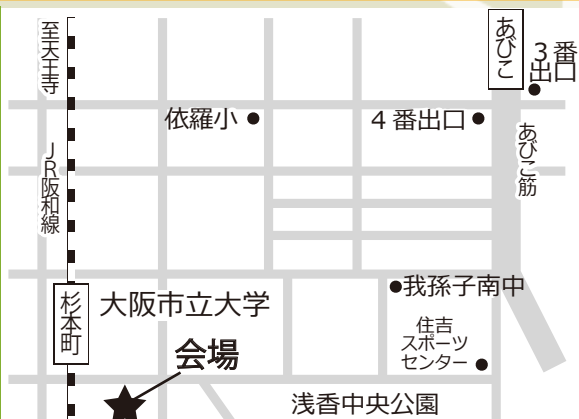 至天王寺
あびこ
3番
出口
依羅小
4番出口
あびこ筋
JR阪和線
杉本町
大阪市立大学
我孫子南中
会場
住吉
スポーツ
センター
浅香中央公園